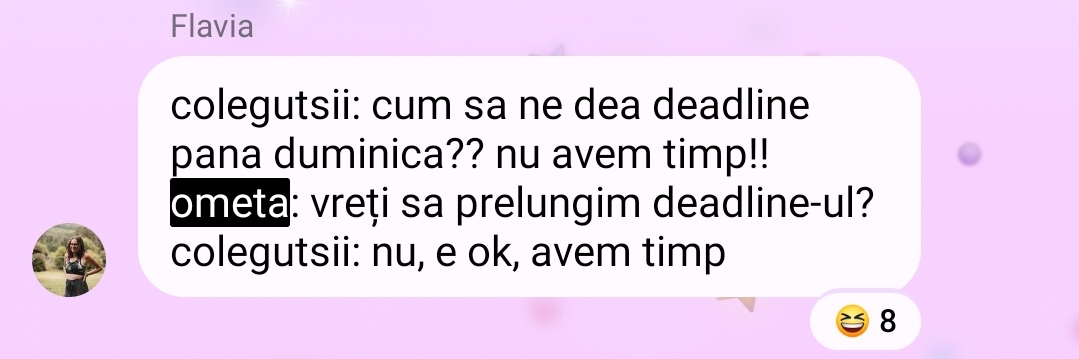 Flavia
colegutsii: cum sa ne dea deadline
pana duminica?? nu avem timp!!
ometa: vreți sa prelungim deadline-ul?
colegutsii: nu, e ok, avem timp
😆 8